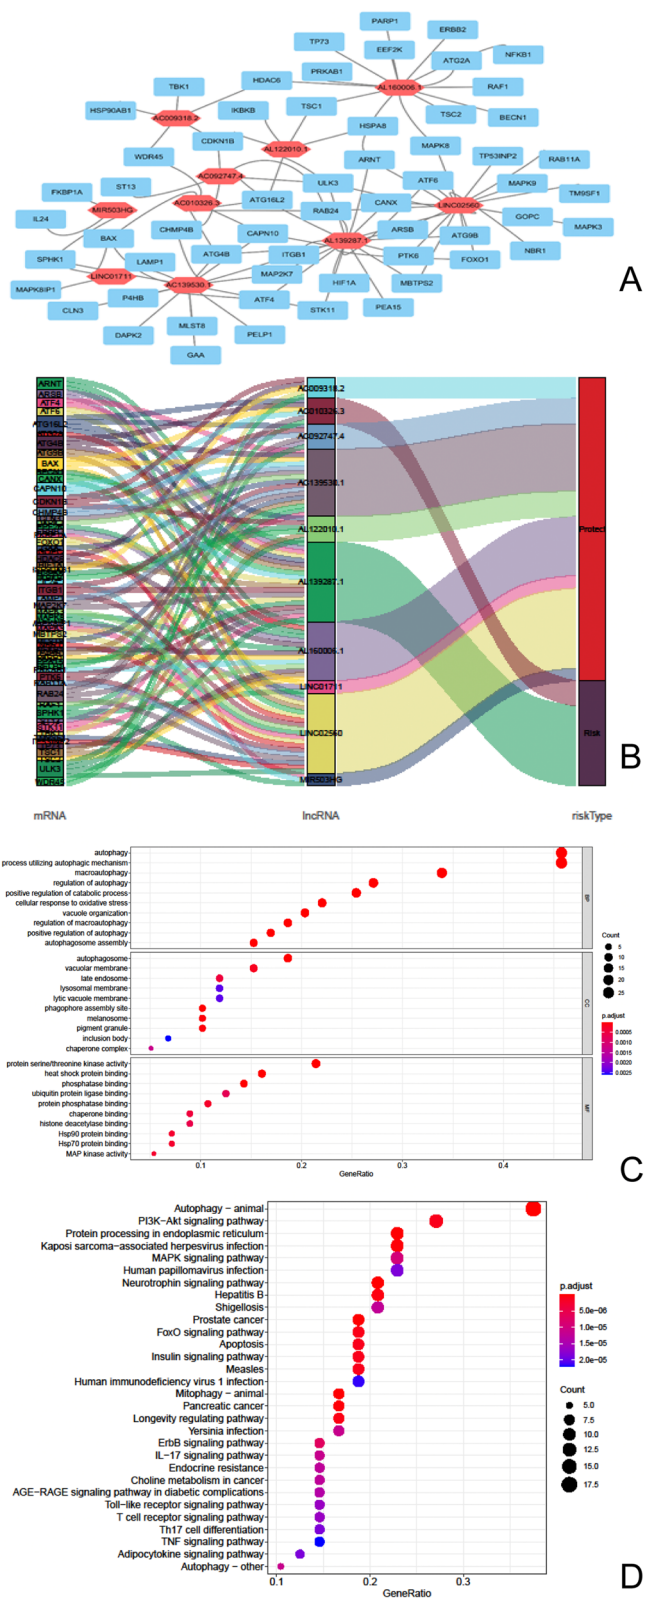 PARP1
ERBB2
TP73
EEF2K
NFKB1
ATG2A
PRKAB1
HDAC6
TBK1
AL160006.1
RAF1
HSP90AB1
IKBKB
TSC1
TSC2
BECN1
AC009318.2
HSPA8
CDKN1B
AL122010.1
MAPK8
WDR45
ARNT
TP53INP2
RAB11A
AC092747.4
ST13
ULK3
ATF6
MAPK9
FKBP1A
TM9SF1
ATG16L2
CANX
AC010326.3
LINC02560
MIR503HG
RAB24
GOPC
IL24
MAPK3
CHMP4B
CAPN10
ARSB
ATG9B
BAX
AL139287.1
NBR1
ATG4B
ITGB1
PTK6
FOXO1
SPHK1
LAMP1
MAP2K7
LINC01711
HIF1A
MBTPS2
MAPK8IP1
AC139530.1
P4HB
ATF4
CLN3
STK11
PEA15
MLST8
DAPK2
PELP1
GAA
A
ARNT
ARSB
ATF4
ATF6
ATG16L2
ATG4B
ATG9B
BAX
CANX
CAPN10
CDKN1B
CHMP4B
FOXO1
ITGB1
MAP2K7
MBTPS2
PTK6
RAB24
SPHK1
STK11
TSC1
ULK3
WDR45
AC009318.2
AC010326.3
AC092747.4
AC139530.1
AL122010.1
AL139287.1
AL160006.1
LINC01711
LINC02560
MIR503HG
Protect
Risk
mRNA
lncRNA
riskType
B
autophagy
process utilizing autophagic mechanism
macroautophagy
regulation of autophagy
positive regulation of catabolic process
cellular response to oxidative stress
vacuole organization
regulation of macroautophagy
positive regulation of autophagy
autophagosome assembly
BP
autophagosome
vacuolar membrane
late endosome
lysosomal membrane
lytic vacuole membrane
phagophore assembly site
melanosome
pigment granule
inclusion body
chaperone complex
CC
protein serine/threonine kinase activity
heat shock protein binding
phosphatase binding
ubiquitin protein ligase binding
protein phosphatase binding
chaperone binding
histone deacetylase binding
Hsp90 protein binding
Hsp70 protein binding
MAP kinase activity
MF
0.1 0.2 0.3 0.4
GeneRatio
Count
5
10
15
20
25
p.adjust
0.0005
0.0010
0.0015
0.0020
0.0025
C
Autophagy − animal
PI3K−Akt signaling pathway
Protein processing in endoplasmic reticulum
Kaposi sarcoma−associated herpesvirus infection
MAPK signaling pathway
Human papillomavirus infection
Neurotrophin signaling pathway
Hepatitis B
Shigellosis
Prostate cancer
FoxO signaling pathway
Apoptosis
Insulin signaling pathway
Measles
Human immunodeficiency virus 1 infection
Mitophagy − animal
Pancreatic cancer
Longevity regulating pathway
Yersinia infection
ErbB signaling pathway
IL−17 signaling pathway
Endocrine resistance
Choline metabolism in cancer
AGE−RAGE signaling pathway in diabetic complications
Toll−like receptor signaling pathway
T cell receptor signaling pathway
Th17 cell differentiation
TNF signaling pathway
Adipocytokine signaling pathway
Autophagy − other
0.1 0.2 0.3
GeneRatio
p.adjust
5.0e−06
1.0e−05
1.5e−05
2.0e−05
Count
5.0
7.5
10.0
12.5
15.0
17.5
D